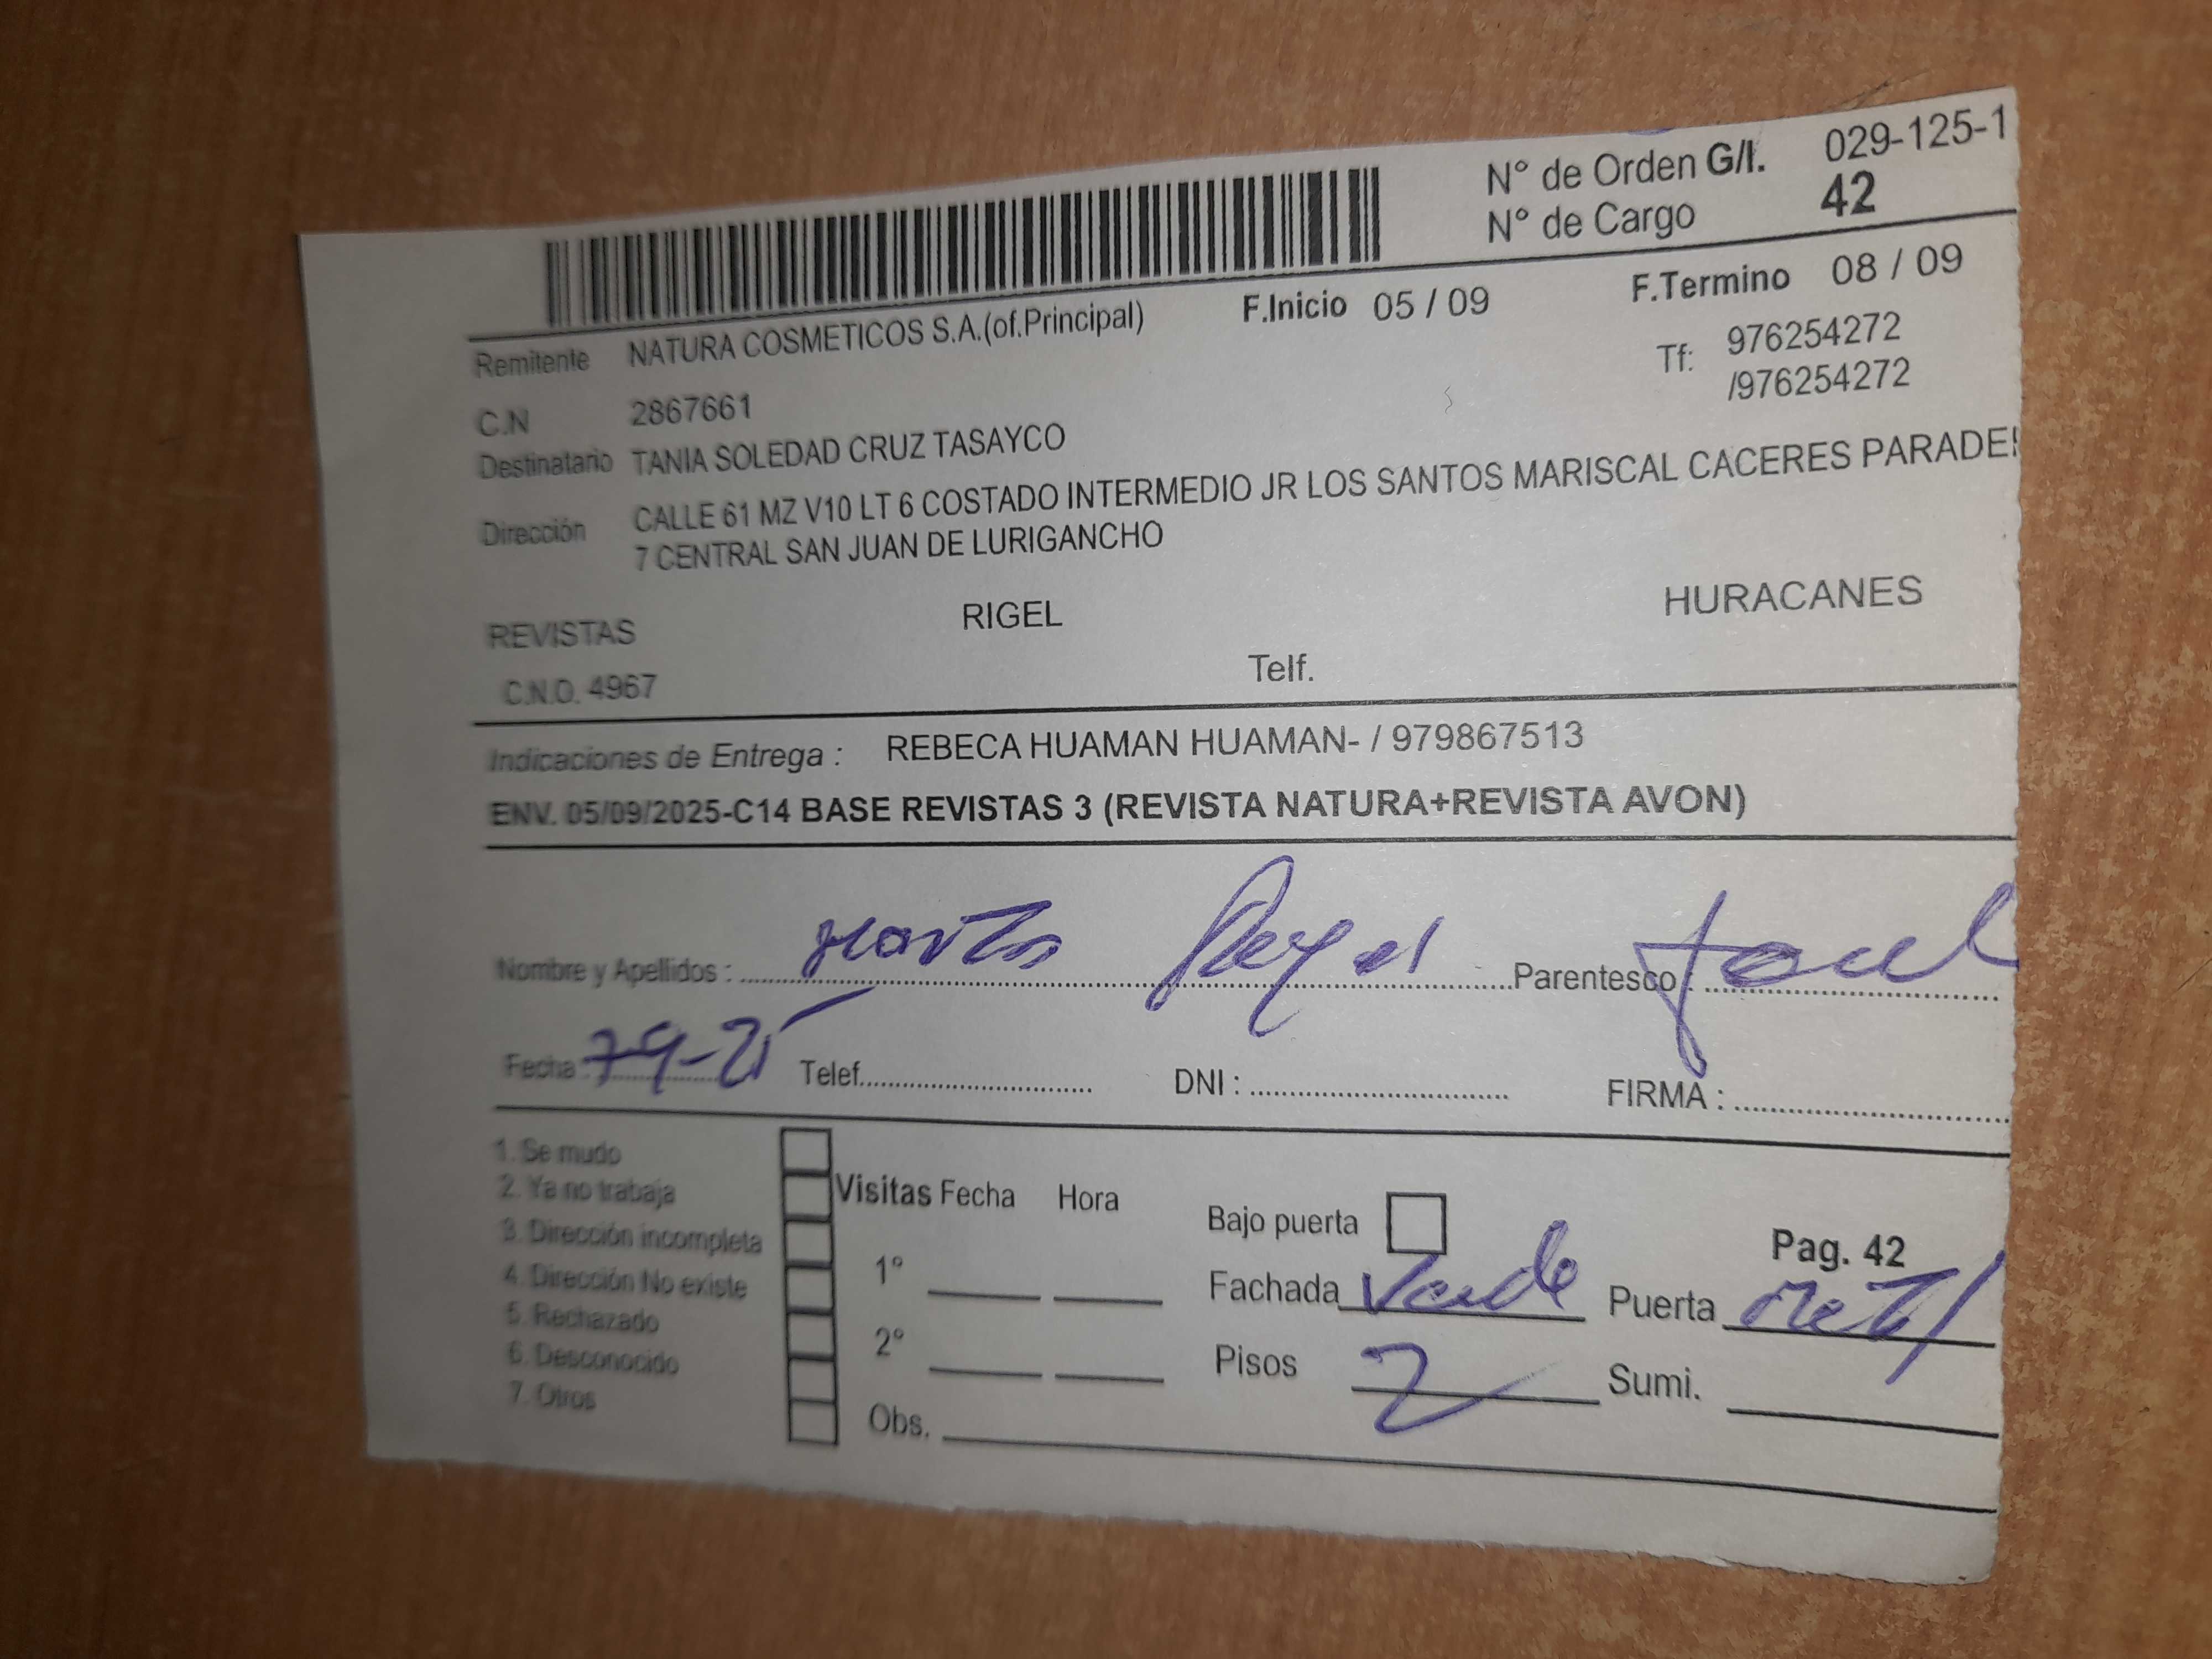 N° de Orden G/I. 029-125-1
N° de Cargo 42
F.Inicio 05 / 09 F.Termino 08 / 09
Remitente NATURA COSMETICOS S.A.(of.Principal)
Tf: 976254272
/976254272
C.N 2867661
Destinatario TANIA SOLEDAD CRUZ TASAYCO
Dirección CALLE 61 MZ V10 LT 6 COSTADO INTERMEDIO JR LOS SANTOS MARISCAL CACERES PARADE
7 CENTRAL SAN JUAN DE LURIGANCHO
REVISTAS RIGEL HURACANES
C.N.O. 4967 Telf.
Indicaciones de Entrega : REBECA HUAMAN HUAMAN- / 979867513
ENV. 05/09/2025-C14 BASE REVISTAS 3 (REVISTA NATURA+REVISTA AVON)
Nombre y Apellidos : Parentesco :
Fecha : 7-9-25 Telef. DNI : FIRMA :
1. Se mudo
2. Ya no trabaja
3. Dirección incompleta
4. Dirección No existe
5. Rechazado
6. Desconocido
7. Otros
Visitas Fecha Hora
1°
2°
Obs.
Bajo puerta Pag. 42
Fachada Verde Puerta Metal
Pisos 2 Sumi.